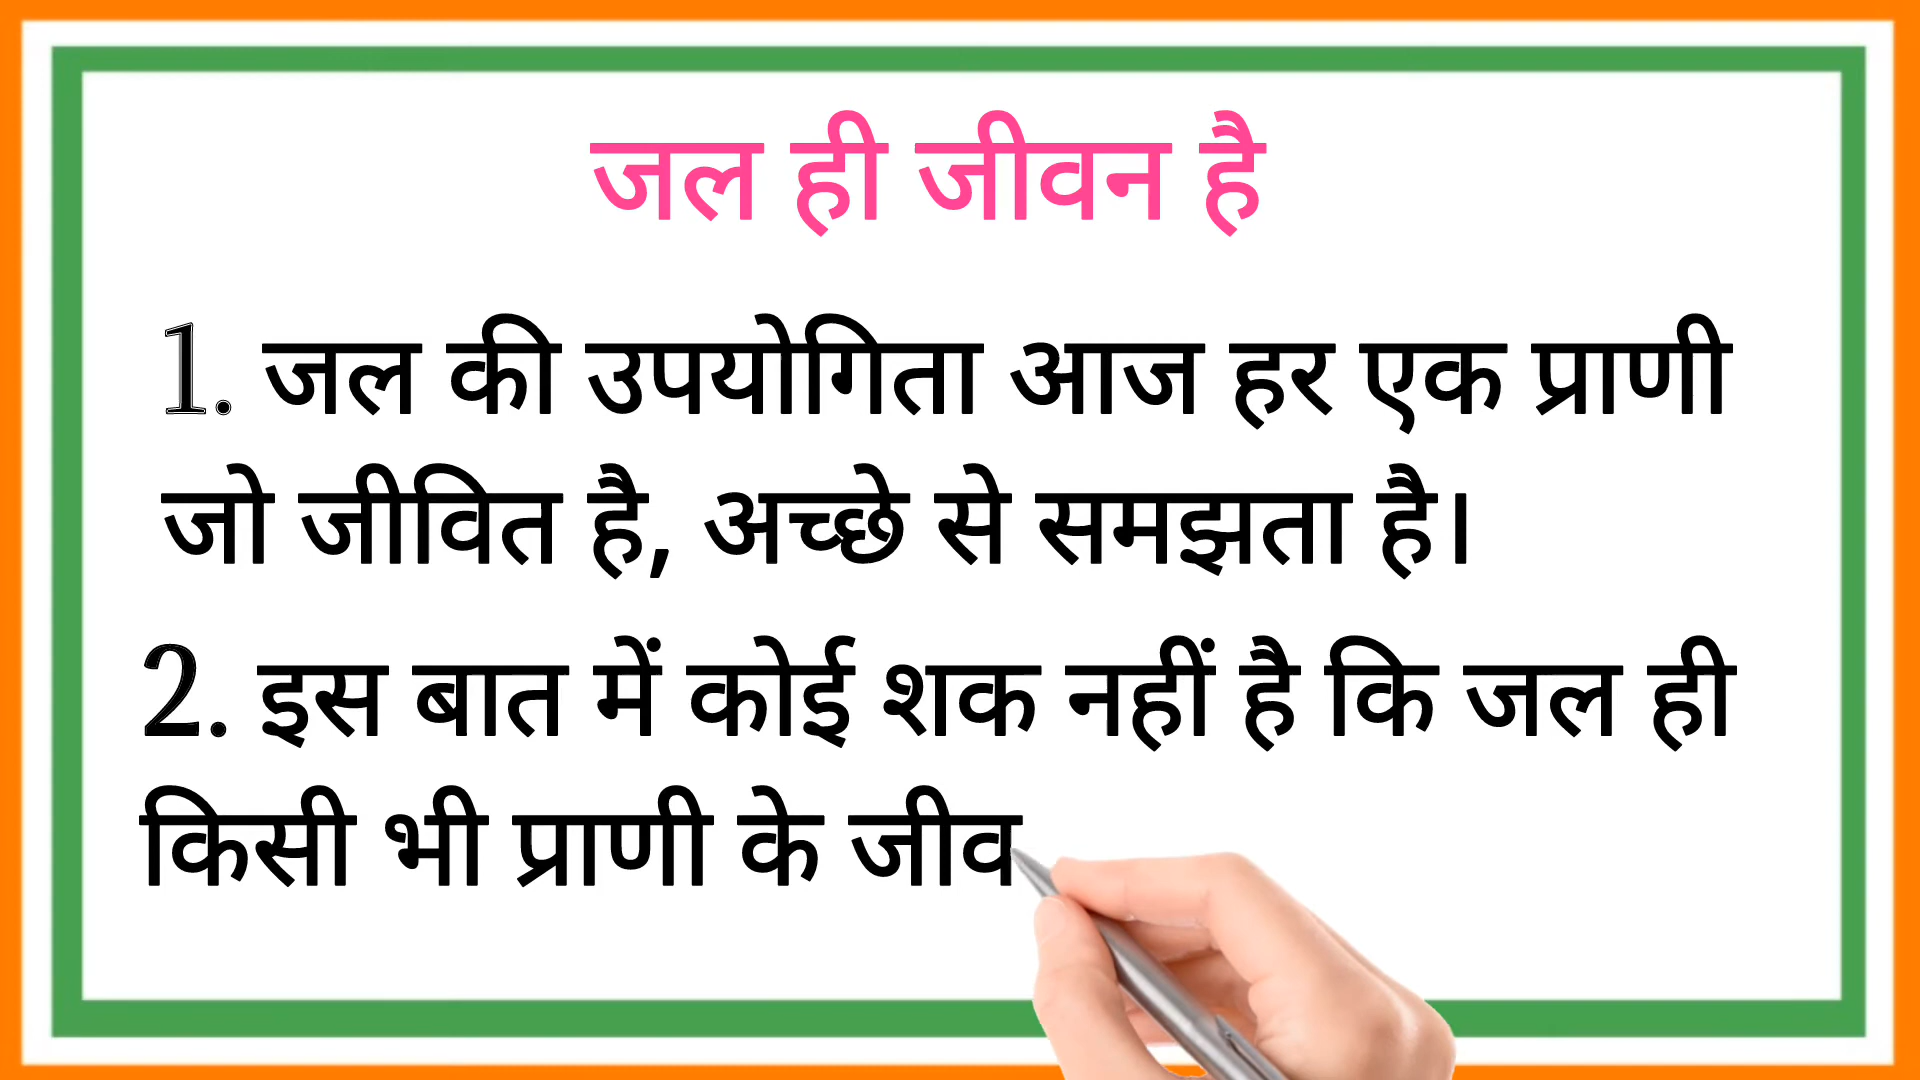 जल ही जीवन है
1. जल की उपयोगिता आज हर एक प्राणी
जो जीवित है, अच्छे से समझता है।
2. इस बात में कोई शक नहीं है कि जल ही
किसी भी प्राणी के जीव